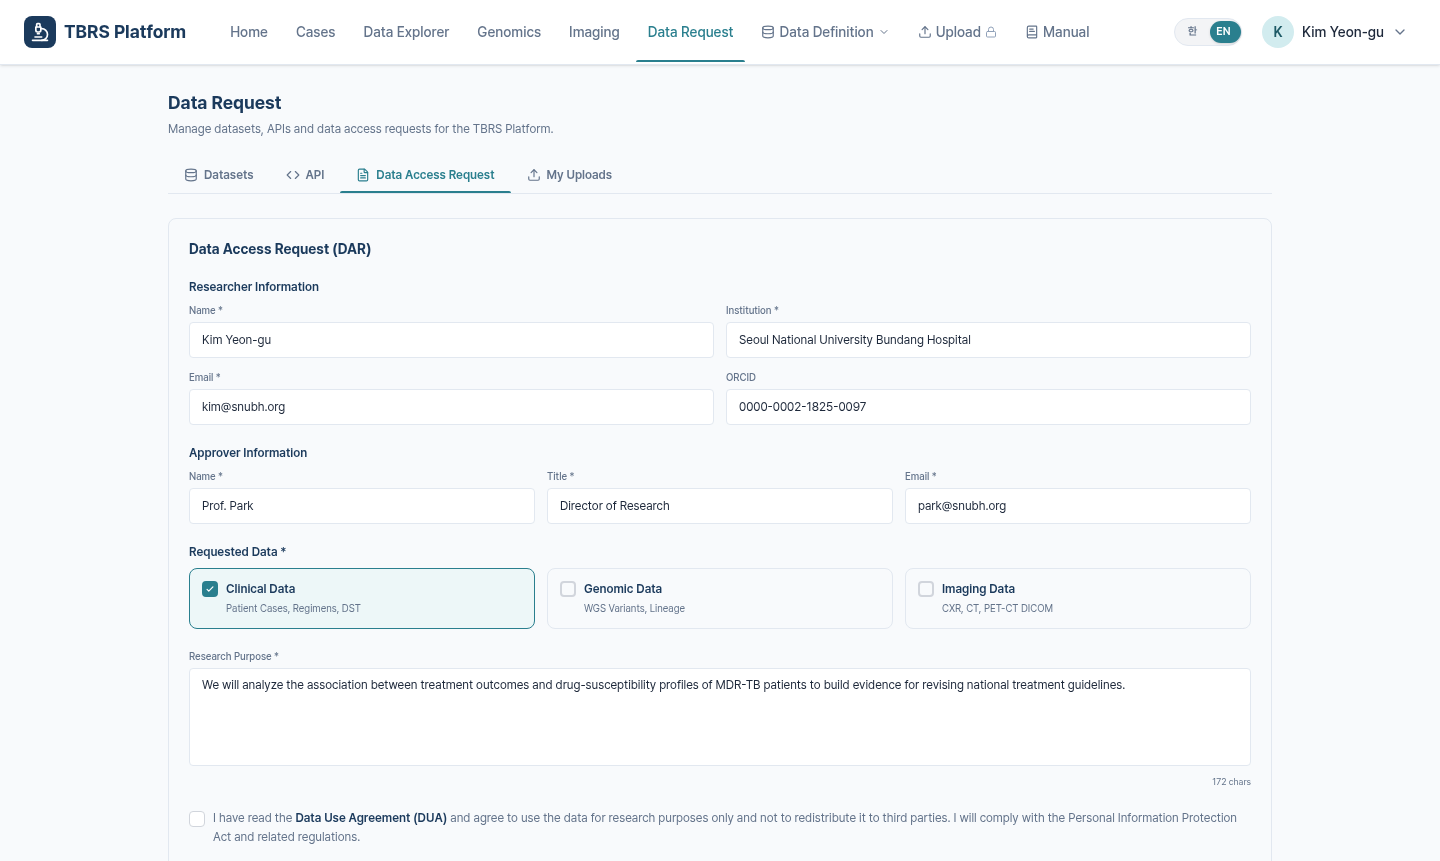 TBRS Platform
Home
Cases
Data Explorer
Genomics
Imaging
Data Request
Data Definition
Upload
Manual
한
EN
K
Kim Yeon-gu
Data Request
Manage datasets, APIs and data access requests for the TBRS Platform.
Datasets
API
Data Access Request
My Uploads
Data Access Request (DAR)
Researcher Information
Name *
Institution *
Kim Yeon-gu
Seoul National University Bundang Hospital
Email *
ORCID
kim@snubh.org
0000-0002-1825-0097
Approver Information
Name *
Title *
Email *
Prof. Park
Director of Research
park@snubh.org
Requested Data *
Clinical Data
Patient Cases, Regimens, DST
Genomic Data
WGS Variants, Lineage
Imaging Data
CXR, CT, PET-CT DICOM
Research Purpose *
We will analyze the association between treatment outcomes and drug-susceptibility profiles of MDR-TB patients to build evidence for revising national treatment guidelines.
172 chars
I have read the Data Use Agreement (DUA) and agree to use the data for research purposes only and not to redistribute it to third parties. I will comply with the Personal Information Protection
Act and related regulations.